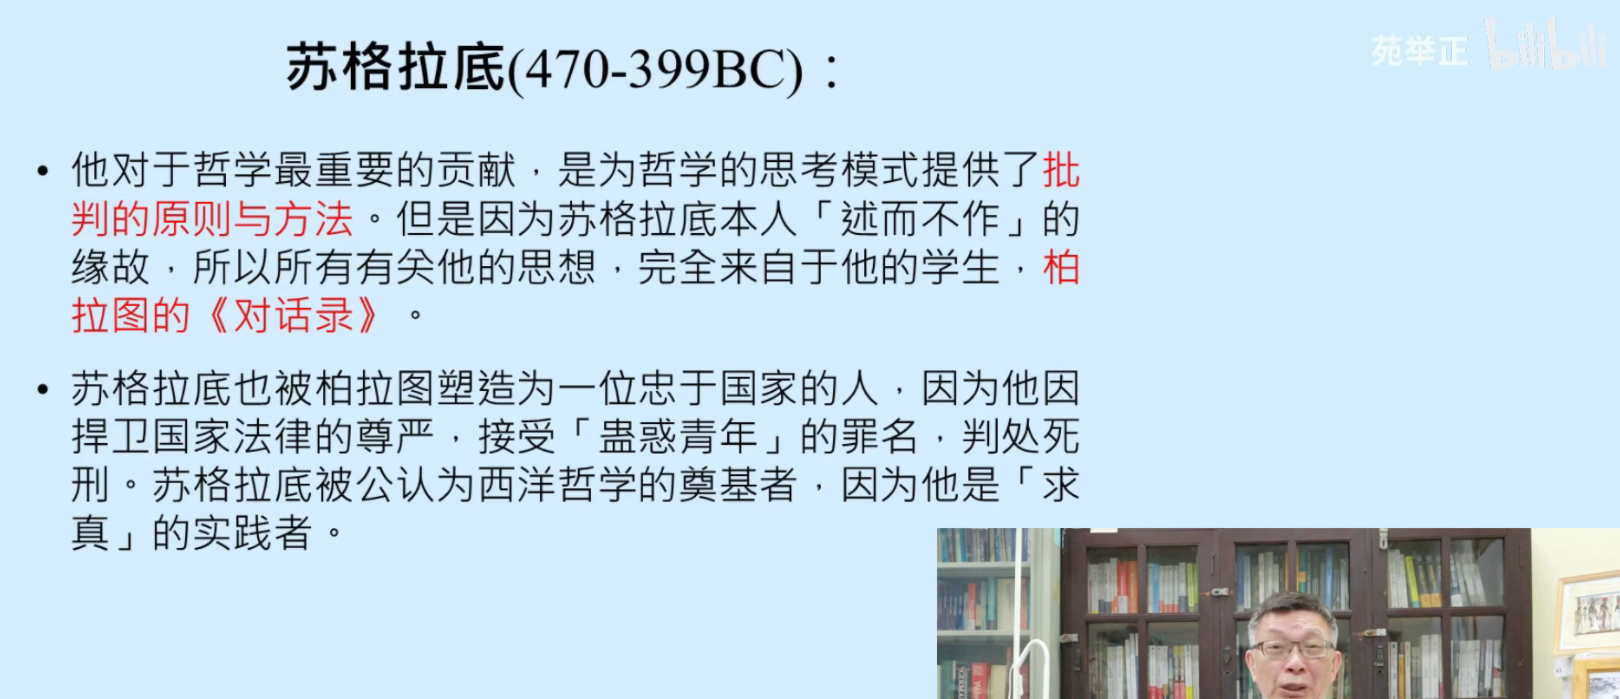 苏格拉底(470-399BC)：
苑举正 bilibili
• 他对于哲学最重要的贡献，是为哲学的思考模式提供了批
判的原则与方法。但是因为苏格拉底本人「述而不作」的
缘故，所以所有有关他的思想，完全来自于他的学生，柏
拉图的《对话录》。
• 苏格拉底也被柏拉图塑造为一位忠于国家的人，因为他因
捍卫国家法律的尊严，接受「蛊惑青年」的罪名，判处死
刑。苏格拉底被公认为西洋哲学的奠基者，因为他是「求
真」的实践者。